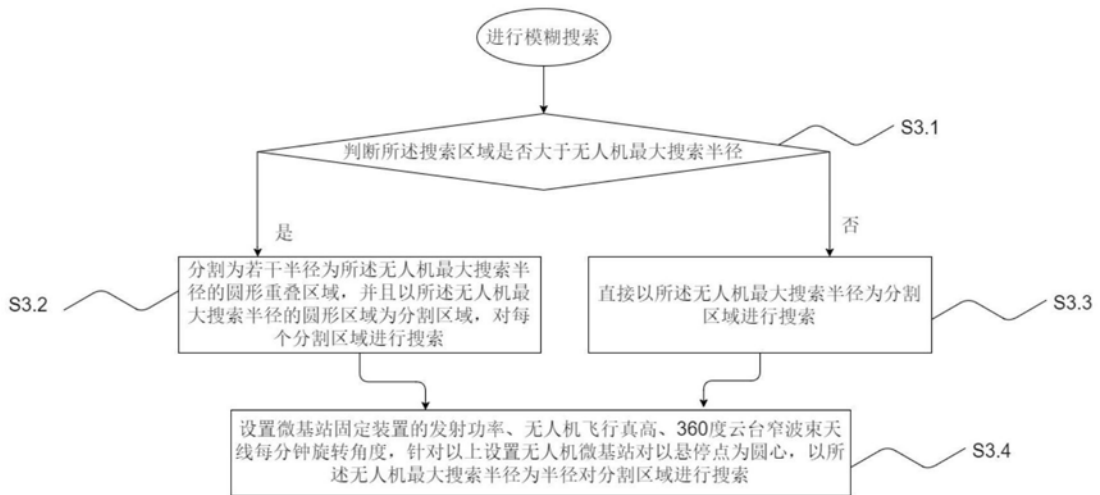 进行模糊搜索
S3.1
判断所述搜索区域是否大于无人机最大搜索半径
是
否
分割为若干半径为所述无人机最大搜索半
径的圆形重叠区域，并且以所述无人机最
大搜索半径的圆形区域为分割区域，对每
个分割区域进行搜索
S3.2
直接以所述无人机最大搜索半径为分割
区域进行搜索
S3.3
设置微基站固定装置的发射功率、无人机飞行真高、360度云台窄波束天
线每分钟旋转角度，针对以上设置无人机微基站对以悬停点为圆心，以所
述无人机最大搜索半径为半径对分割区域进行搜索
S3.4